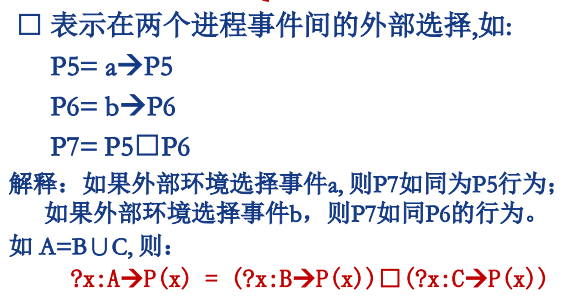 □ 表示在两个进程事件间的外部选择,如:
P5= a→P5
P6= b→P6
P7= P5□P6
解释：如果外部环境选择事件a, 则P7如同为P5行为；
如果外部环境选择事件b，则P7如同P6的行为。
如 A=B∪C, 则：
?x:A→P(x) = (?x:B→P(x))□(?x:C→P(x))